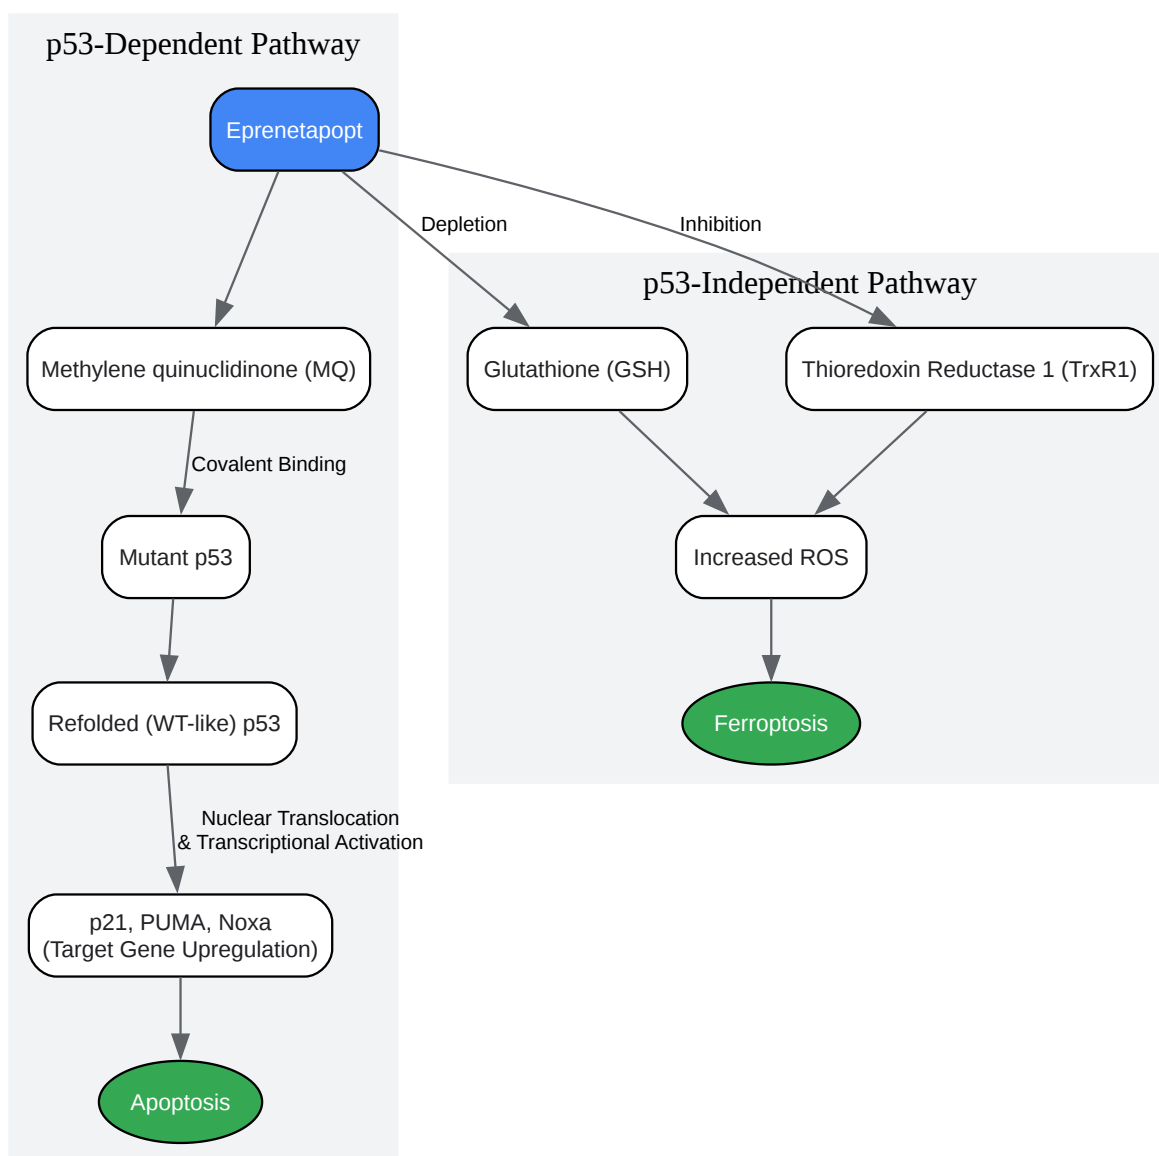 p53-Dependent Pathway
Eprenetapopt
Depletion
Inhibition
p53-Independent Pathway
Methylene quinuclidinone (MQ)
Glutathione (GSH)
Thioredoxin Reductase 1 (TrxR1)
Covalent Binding
Mutant p53
Increased ROS
Refolded (WT-like) p53
Ferroptosis
Nuclear Translocation
& Transcriptional Activation
p21, PUMA, Noxa
(Target Gene Upregulation)
Apoptosis